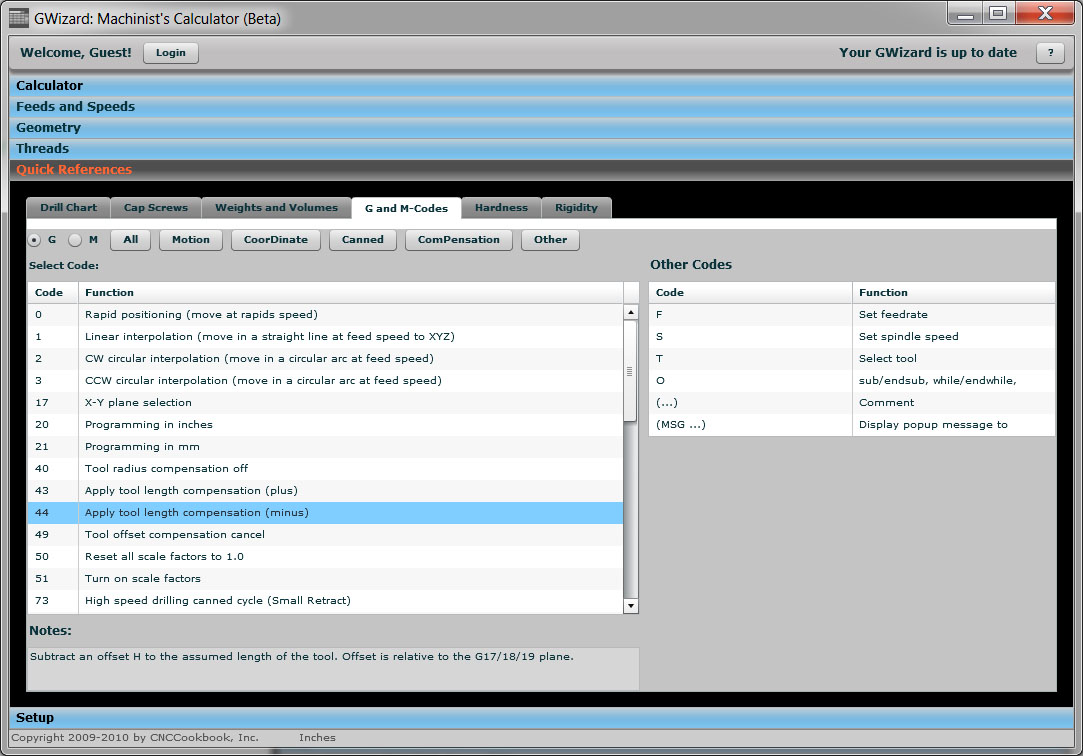 GWizard: Machinist's Calculator (Beta)
Welcome, Guest! Login Your GWizard is up to date ?
Calculator
Feeds and Speeds
Geometry
Threads
Quick References
Drill Chart Cap Screws Weights and Volumes G and M-Codes Hardness Rigidity
G M All Motion CoorDinate Canned ComPensation Other
Select Code:
Code Function
0 Rapid positioning (move at rapids speed)
1 Linear interpolation (move in a straight line at feed speed to XYZ)
2 CW circular interpolation (move in a circular arc at feed speed)
3 CCW circular interpolation (move in a circular arc at feed speed)
17 X-Y plane selection
20 Programming in inches
21 Programming in mm
40 Tool radius compensation off
43 Apply tool length compensation (plus)
44 Apply tool length compensation (minus)
49 Tool offset compensation cancel
50 Reset all scale factors to 1.0
51 Turn on scale factors
73 High speed drilling canned cycle (Small Retract)
Notes:
Subtract an offset H to the assumed length of the tool. Offset is relative to the G17/18/19 plane.
Other Codes
Code Function
F Set feedrate
S Set spindle speed
T Select tool
O sub/endsub, while/endwhile,
(...) Comment
(MSG ...) Display popup message to
Setup
Copyright 2009-2010 by CNCCookbook, Inc. Inches